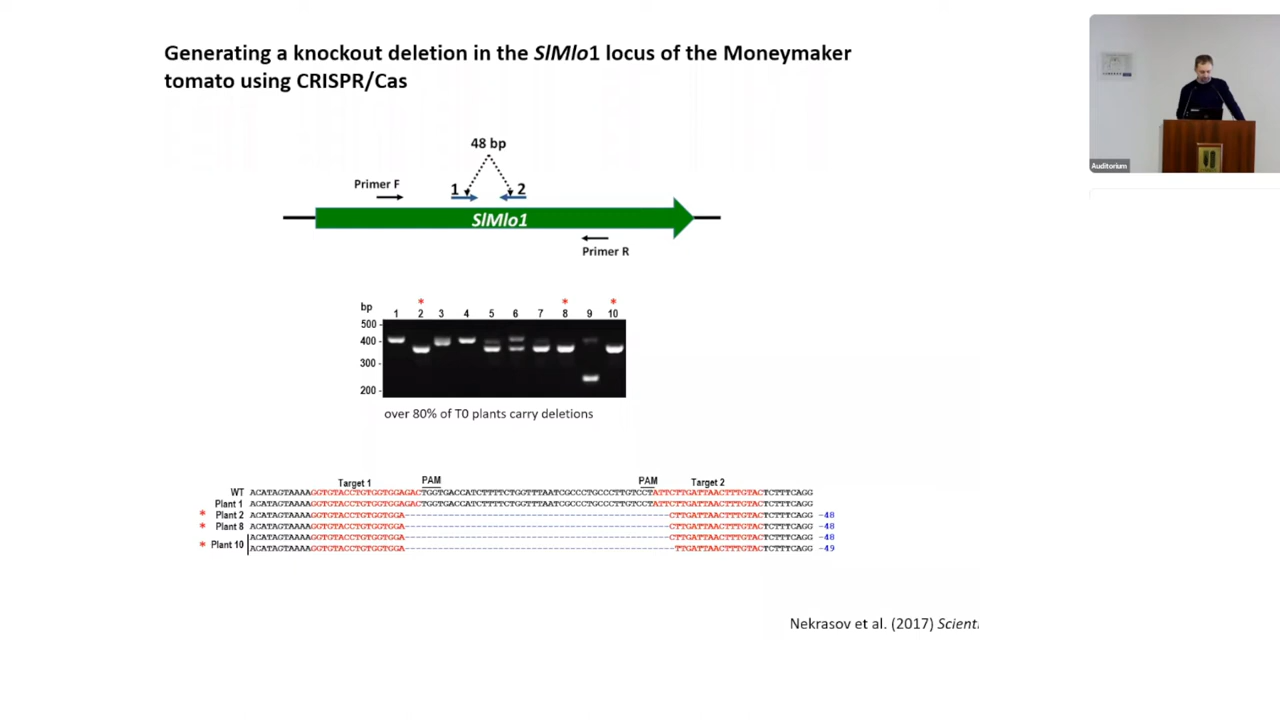 Generating a knockout deletion in the SlMlo1 locus of the Moneymaker
tomato using CRISPR/Cas
Auditorium
48 bp
Primer F
1
2
SlMlo1
Primer R
bp
* * *
1 2 3 4 5 6 7 8 9 10
500
400
300
200
over 80% of T0 plants carry deletions
Target 1 PAM PAM Target 2
WT ACATAGTAAAAGGTGTACCTGTGGTGGAGACTGGTGACCATCTTTTCTGGTTTAATCGCCCTGCCCTTGTCCTATTCTTGATTAACTTTGTACTCTTTCAGG
Plant 1 ACATAGTAAAAGGTGTACCTGTGGTGGAGACTGGTGACCATCTTTTCTGGTTTAATCGCCCTGCCCTTGTCCTATTCTTGATTAACTTTGTACTCTTTCAGG
* Plant 2 ACATAGTAAAAGGTGTACCTGTGGTGGA------------------------------------------------CTTGATTAACTTTGTACTCTTTCAGG -48
* Plant 8 ACATAGTAAAAGGTGTACCTGTGGTGGA------------------------------------------------CTTGATTAACTTTGTACTCTTTCAGG -48
ACATAGTAAAAGGTGTACCTGTGGTGGA------------------------------------------------CTTGATTAACTTTGTACTCTTTCAGG -48
* Plant 10
ACATAGTAAAAGGTGTACCTGTGGTGGA-------------------------------------------------TTGATTAACTTTGTACTCTTTCAGG -49
Nekrasov et al. (2017)